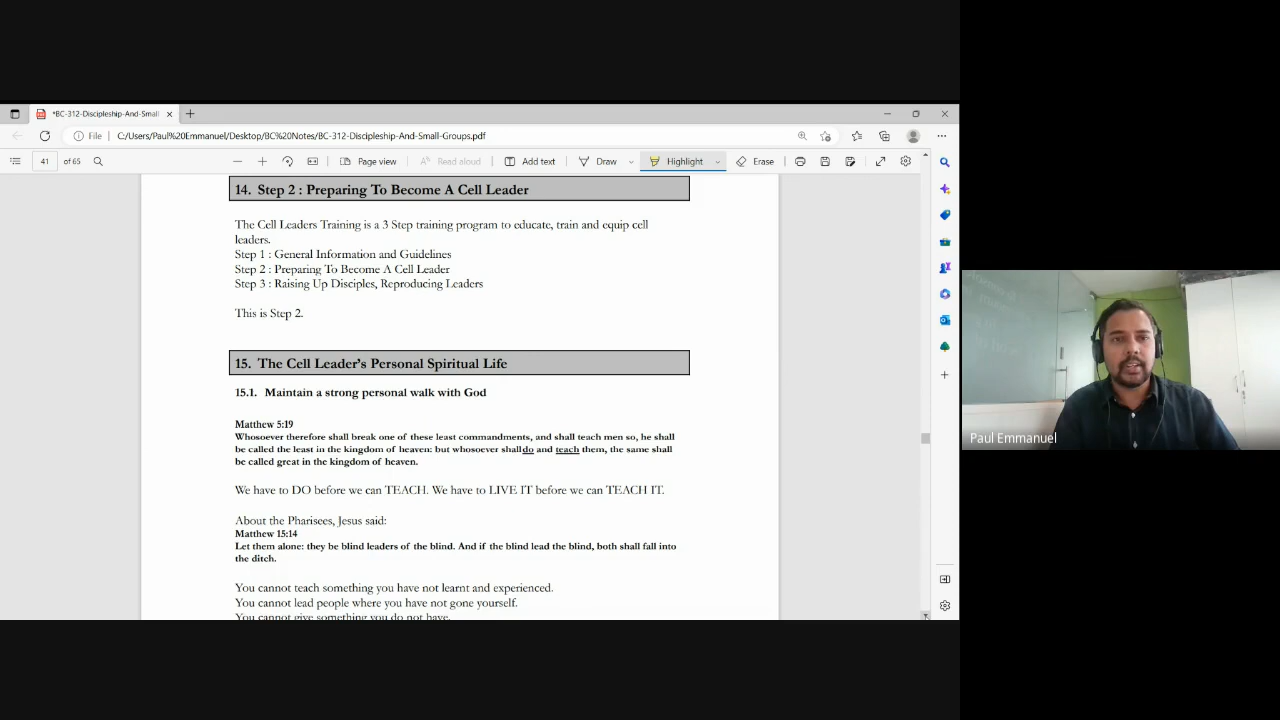 *BC-312-Discipleship-And-Small
File
C:/Users/Paul%20Emmanuel/Desktop/BC%20Notes/BC-312-Discipleship-And-Small-Groups.pdf
41 of 65
Page view
Read aloud
Add text
Draw
Highlight
Erase
14. Step 2 : Preparing To Become A Cell Leader
The Cell Leaders Training is a 3 Step training program to educate, train and equip cell
leaders.
Step 1 : General Information and Guidelines
Step 2 : Preparing To Become A Cell Leader
Step 3 : Raising Up Disciples, Reproducing Leaders
This is Step 2.
15. The Cell Leader's Personal Spiritual Life
15.1. Maintain a strong personal walk with God
Matthew 5:19
Whosoever therefore shall break one of these least commandments, and shall teach men so, he shall
be called the least in the kingdom of heaven: but whosoever shall do and teach them, the same shall
be called great in the kingdom of heaven.
We have to DO before we can TEACH. We have to LIVE IT before we can TEACH IT.
About the Pharisees, Jesus said:
Matthew 15:14
Let them alone: they be blind leaders of the blind. And if the blind lead the blind, both shall fall into
the ditch.
You cannot teach something you have not learnt and experienced.
You cannot lead people where you have not gone yourself.
You cannot give something you do not have.
Paul Emmanuel